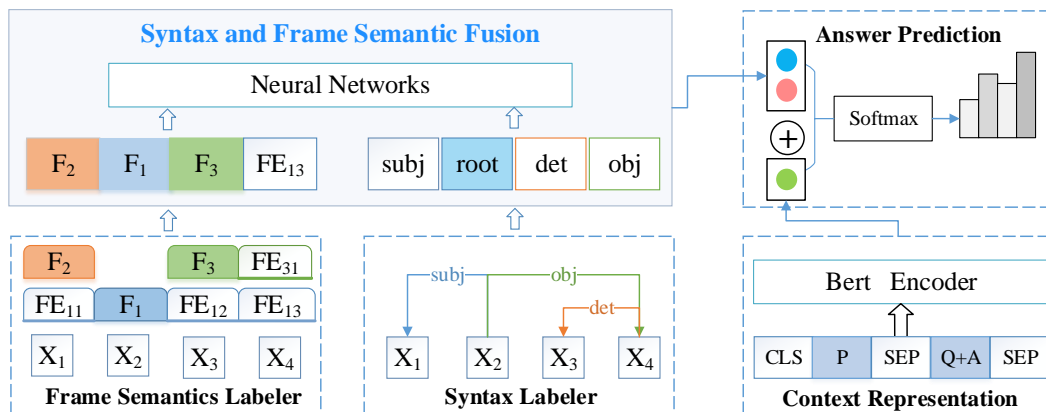 Syntax and Frame Semantic Fusion
Neural Networks
F2 F1 F3 FE13
subj root det obj
F2 F3 FE31
FE11 F1 FE12 FE13
X1 X2 X3 X4
Frame Semantics Labeler
subj obj
det
X1 X2 X3 X4
Syntax Labeler
Answer Prediction
+
Softmax
Bert Encoder
CLS P SEP Q+A SEP
Context Representation